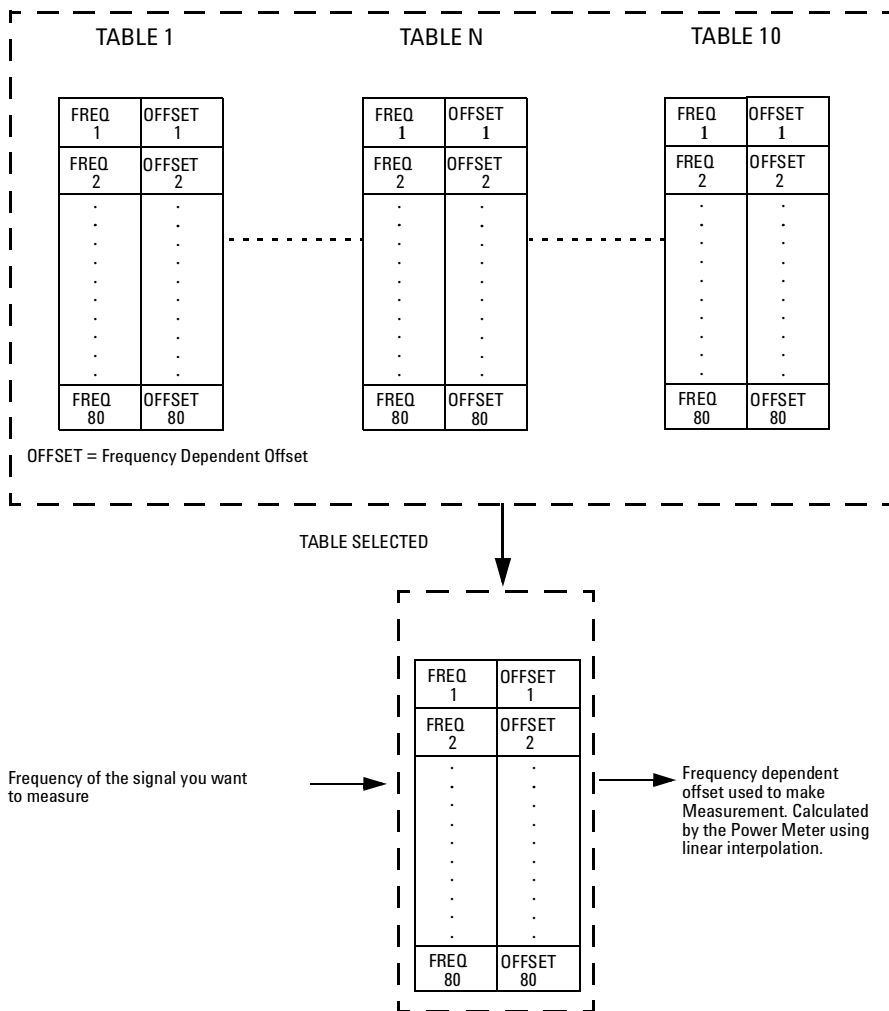 TABLE 1 TABLE N TABLE 10
FREQ 1 OFFSET 1 FREQ 1 OFFSET 1 FREQ 1 OFFSET 1
FREQ 2 OFFSET 2 FREQ 2 OFFSET 2 FREQ 2 OFFSET 2
FREQ 80 OFFSET 80 FREQ 80 OFFSET 80 FREQ 80 OFFSET 80
OFFSET = Frequency Dependent Offset
TABLE SELECTED
FREQ 1 OFFSET 1
FREQ 2 OFFSET 2
Frequency of the signal you want
to measure
Frequency dependent
offset used to make
Measurement. Calculated
by the Power Meter using
linear interpolation.
FREQ 80 OFFSET 80